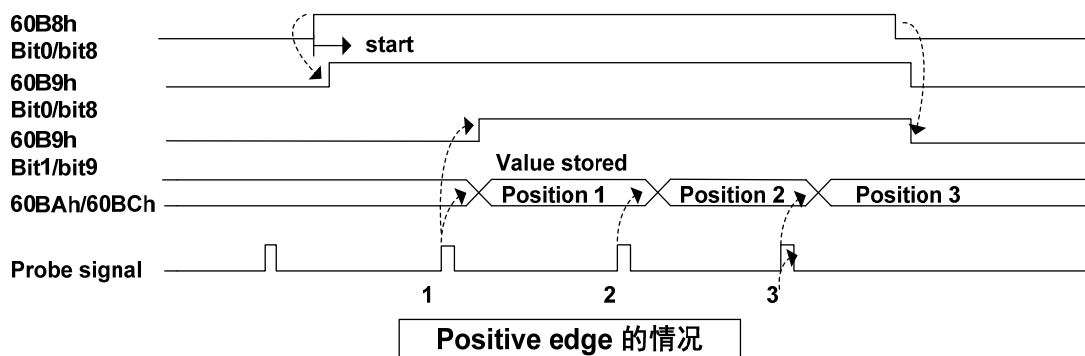 60B8h
Bit0/bit8
start
60B9h
Bit0/bit8
60B9h
Bit1/bit9
Value stored
60BAh/60BCh
Position 1
Position 2
Position 3
Probe signal
1
2
3
Positive edge 的情况